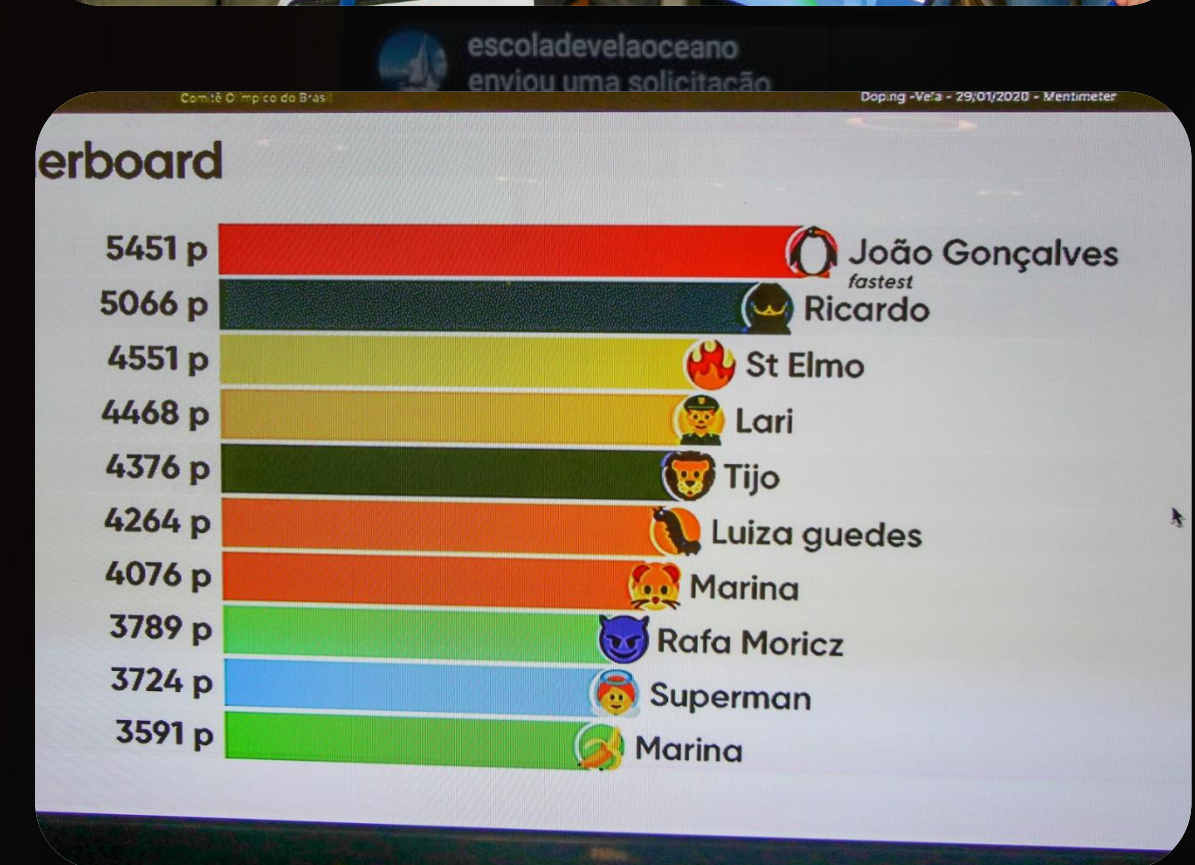 escoladevelaoceano
enviou uma solicitação
Comitê Olímpico do Brasil
Doping -Vela - 29/01/2020 - Mentimeter
erboard
5451 p João Gonçalves
fastest
5066 p Ricardo
4551 p St Elmo
4468 p Lari
4376 p Tijo
4264 p Luiza guedes
4076 p Marina
3789 p Rafa Moricz
3724 p Superman
3591 p Marina